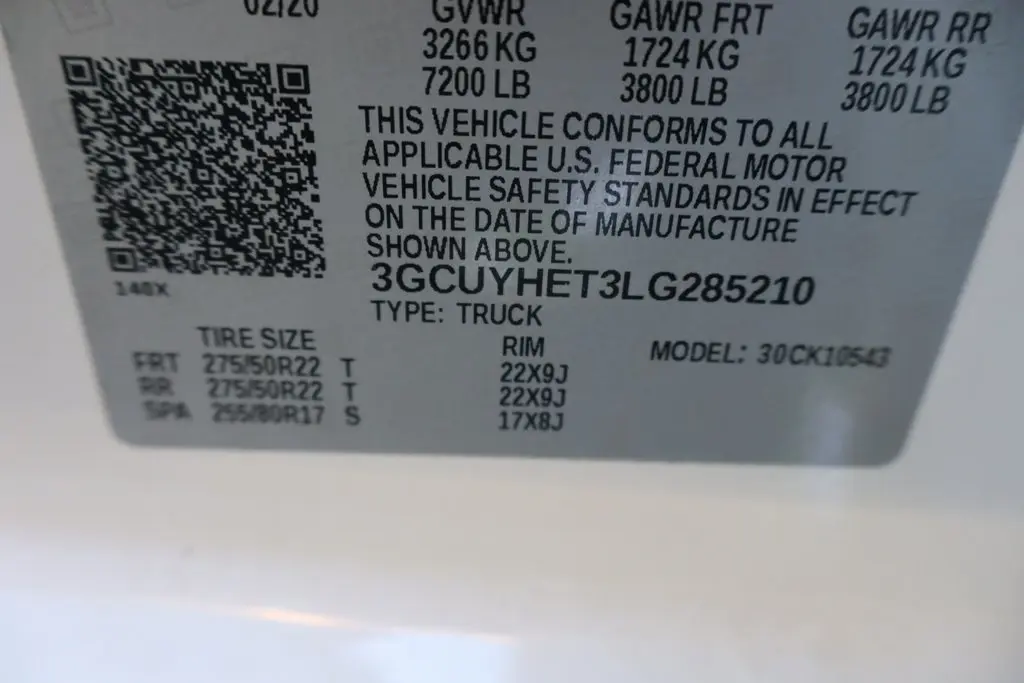 02/20 GVWR GAWR FRT GAWR RR
3266 KG 1724 KG 1724 KG
7200 LB 3800 LB 3800 LB
THIS VEHICLE CONFORMS TO ALL
APPLICABLE U.S. FEDERAL MOTOR
VEHICLE SAFETY STANDARDS IN EFFECT
ON THE DATE OF MANUFACTURE
SHOWN ABOVE.
3GCUYHET3LG285210
140X
TYPE: TRUCK
TIRE SIZE RIM MODEL: 30CK10543
FRT 275/50R22 T 22X9J
RR 275/50R22 T 22X9J
SPA 255/80R17 S 17X8J